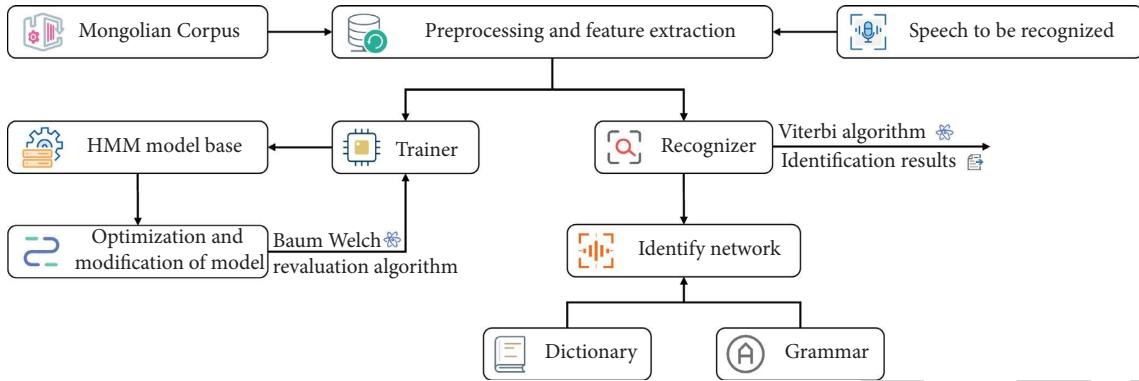 Mongolian Corpus
Preprocessing and feature extraction
Speech to be recognized
HMM model base
Trainer
Recognizer
Viterbi algorithm
Identification results
Optimization and
modification of model
Baum Welch
revaluation algorithm
Identify network
Dictionary
Grammar